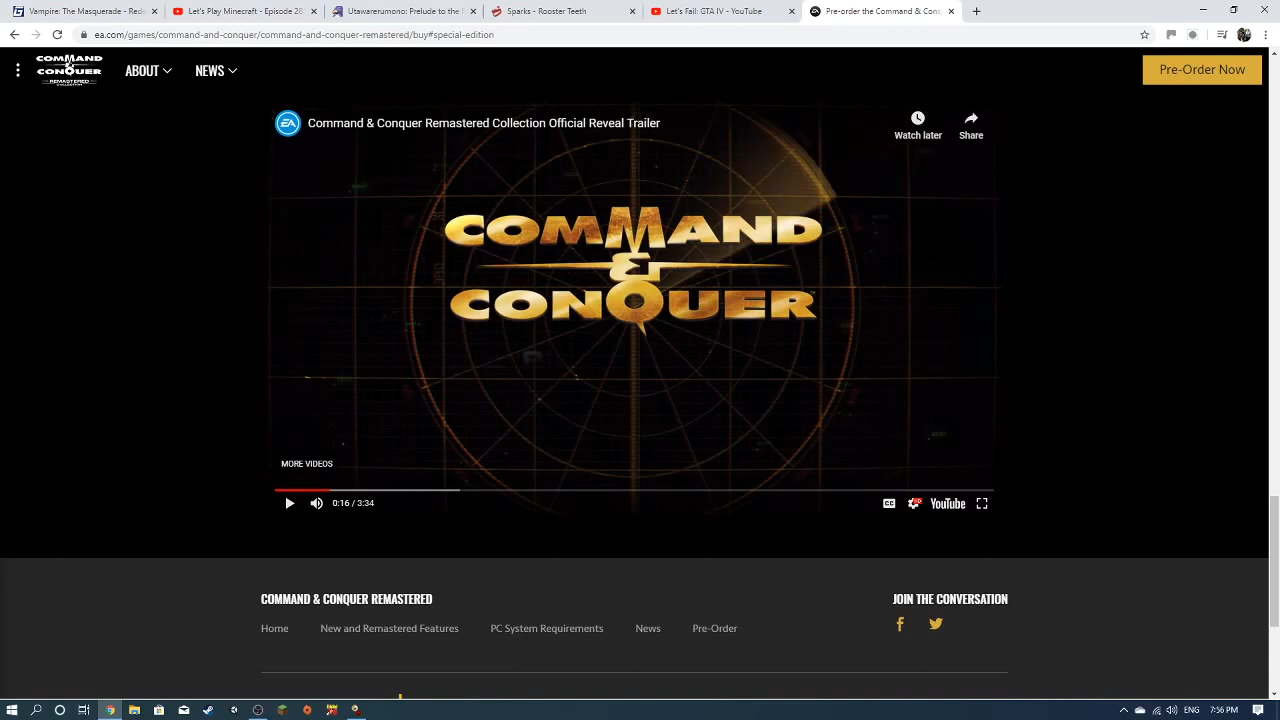 Vampire: The Masquerade - Red
Let's Play Minecraft - Episode 28
Utawarerumono: Prelude to the
Sparks - Rooster Teeth
Let's Fail: GTA IV - YouTube
Pre-order the Command & Conq
ea.com/games/command-and-conquer/command-and-conquer-remastered/buy#special-edition
COMMAND & CONQUER
REMASTERED COLLECTION
ABOUT
NEWS
Pre-Order Now
EA
Command & Conquer Remastered Collection Official Reveal Trailer
Watch later
Share
COMMAND
&
CONQUER
MORE VIDEOS
0:16 / 3:34
CC
HD
YouTube
COMMAND & CONQUER REMASTERED
JOIN THE CONVERSATION
Home
New and Remastered Features
PC System Requirements
News
Pre-Order
ENG
7:56 PM